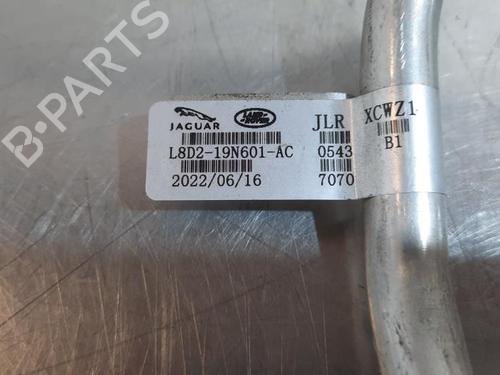 B-PARTS
JAGUAR
LAND ROVER
JLR
XCWZ1
L8D2-19N601-AC
0543
B1
2022/06/16
7070